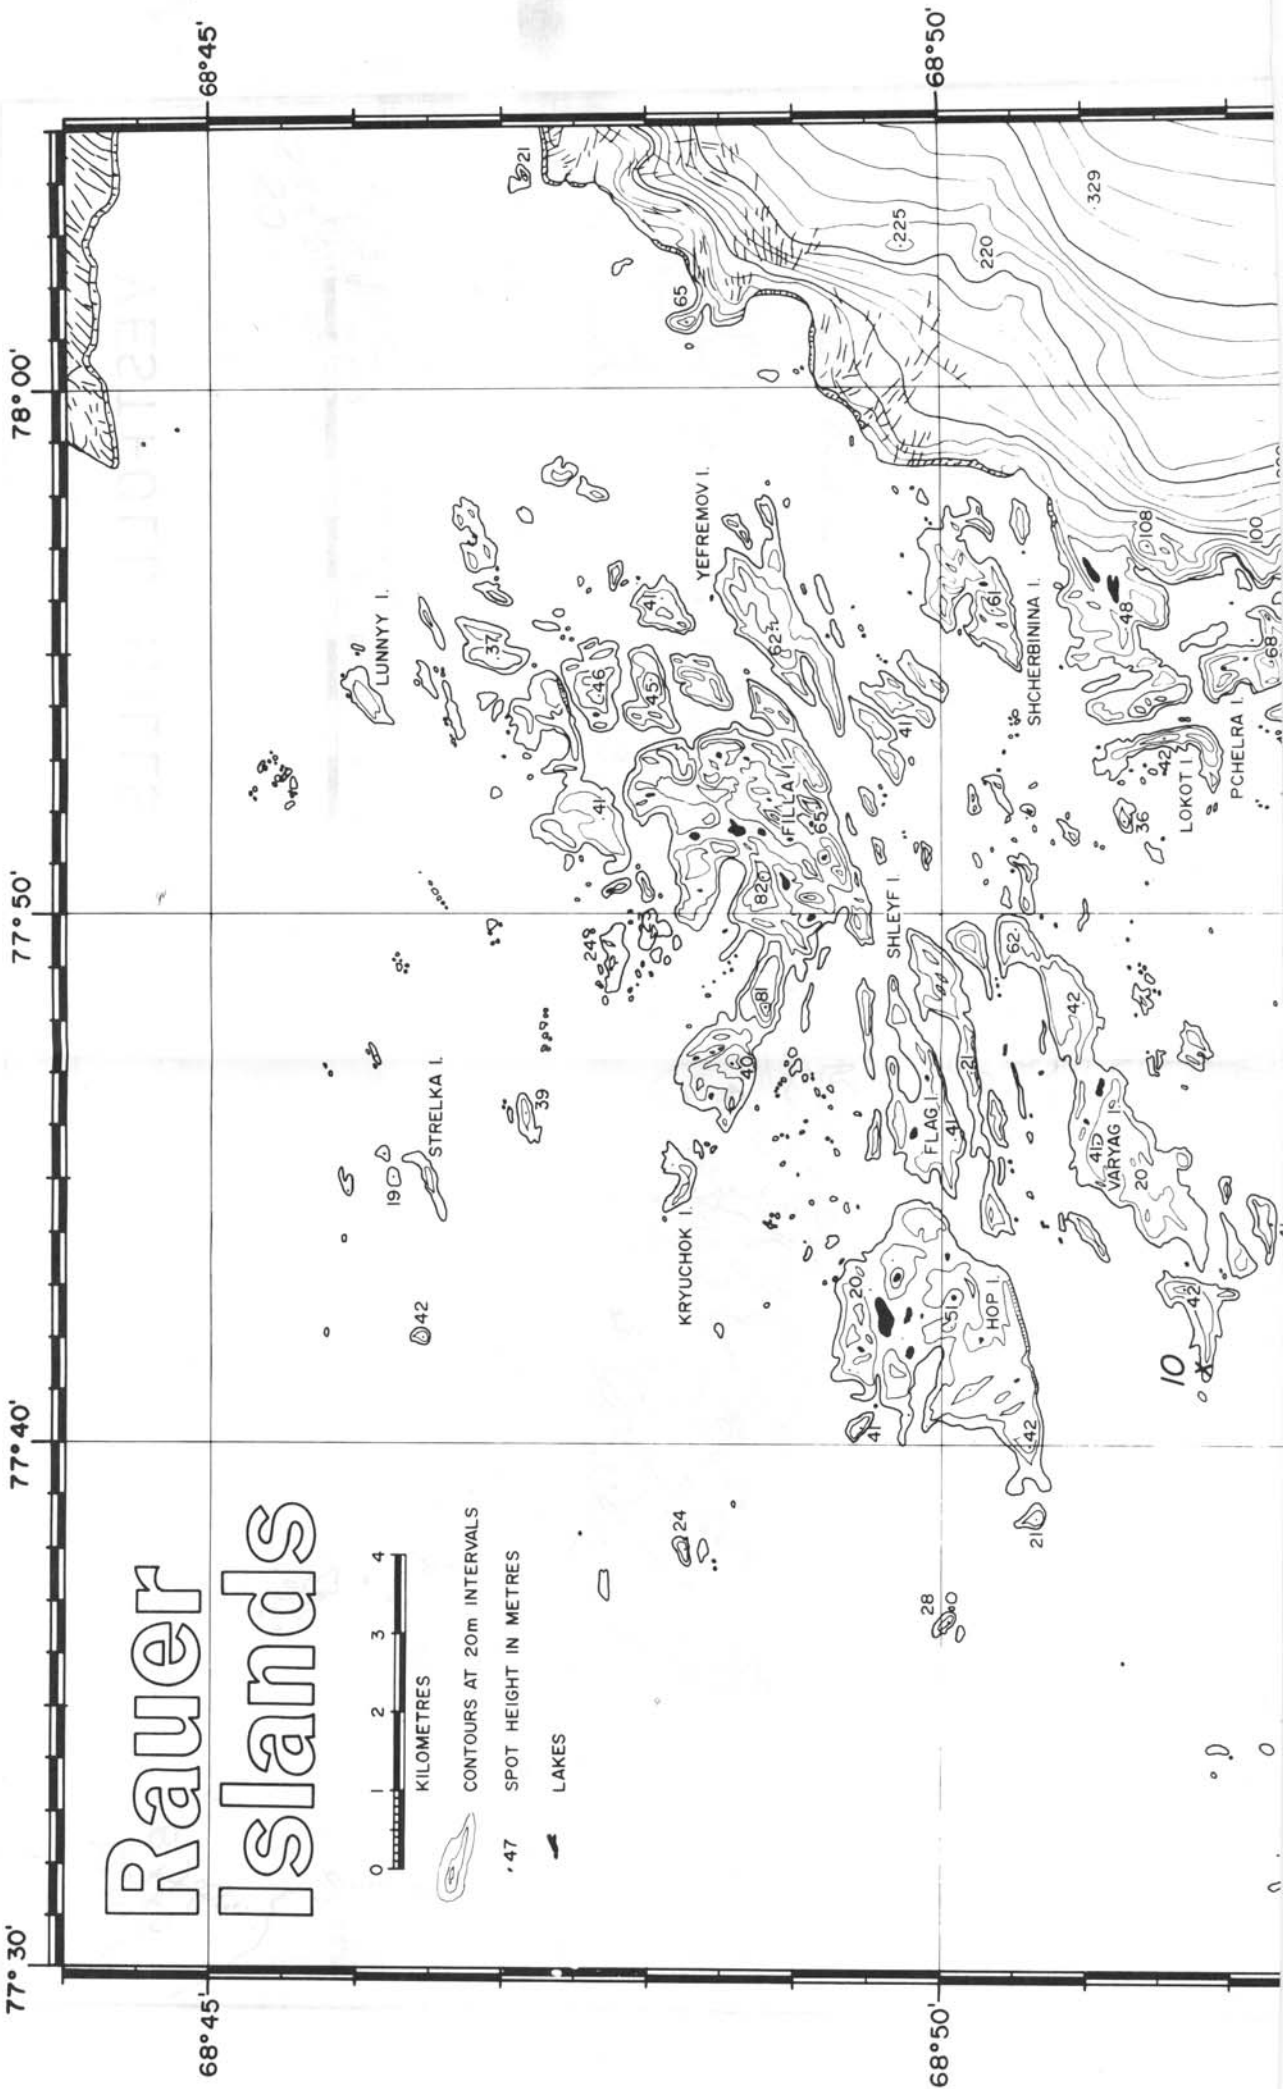 Rauer
Islands
0 1 2 3 4
KILOMETRES
CONTOURS AT 20m INTERVALS
·47 SPOT HEIGHT IN METRES
LAKES
77°30'
77°40'
77°50'
78°00'
68°45'
68°45'
68°50'
68°50'
21
65
225
220
329
LUNNYY I.
37
41
46
45
YEFREMOV I.
62
41
FILLA I.
65
82
248
81
40
STRELKA I.
19
39
42
KRYUCHOK I.
24
SHLEYF I.
41
61
SHCHERBININA I.
108
48
100
68
PCHELRA I.
LOKOT I.
42
36
62
42
21
FLAG I.
41
41
VARYAG I.
20
20
51
HOP I.
41
42
21
28
42
10
x